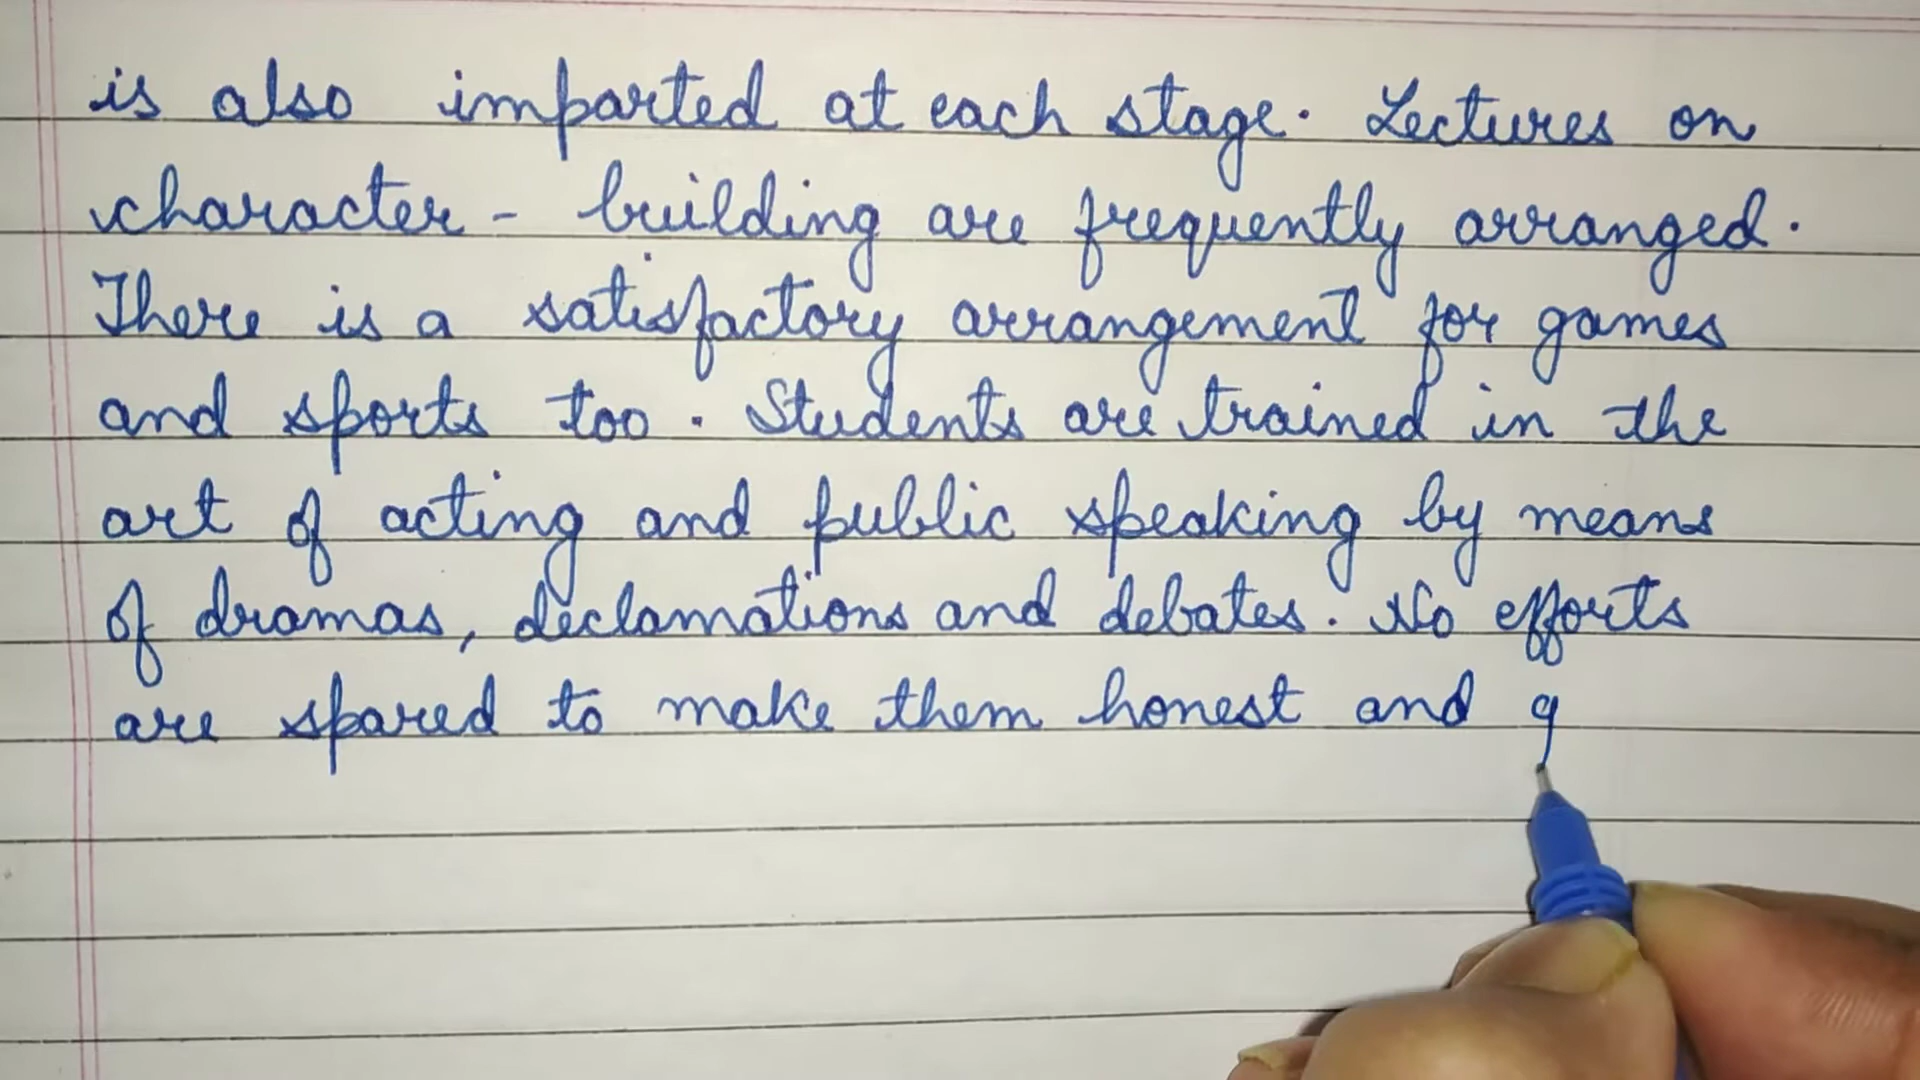 is also imparted at each stage. Lectures on
character - building are frequently arranged.
There is a satisfactory arrangement for games
and sports too. Students are trained in the
art of acting and public speaking by means
of dramas, declamations and debates. No efforts
are spared to make them honest and g